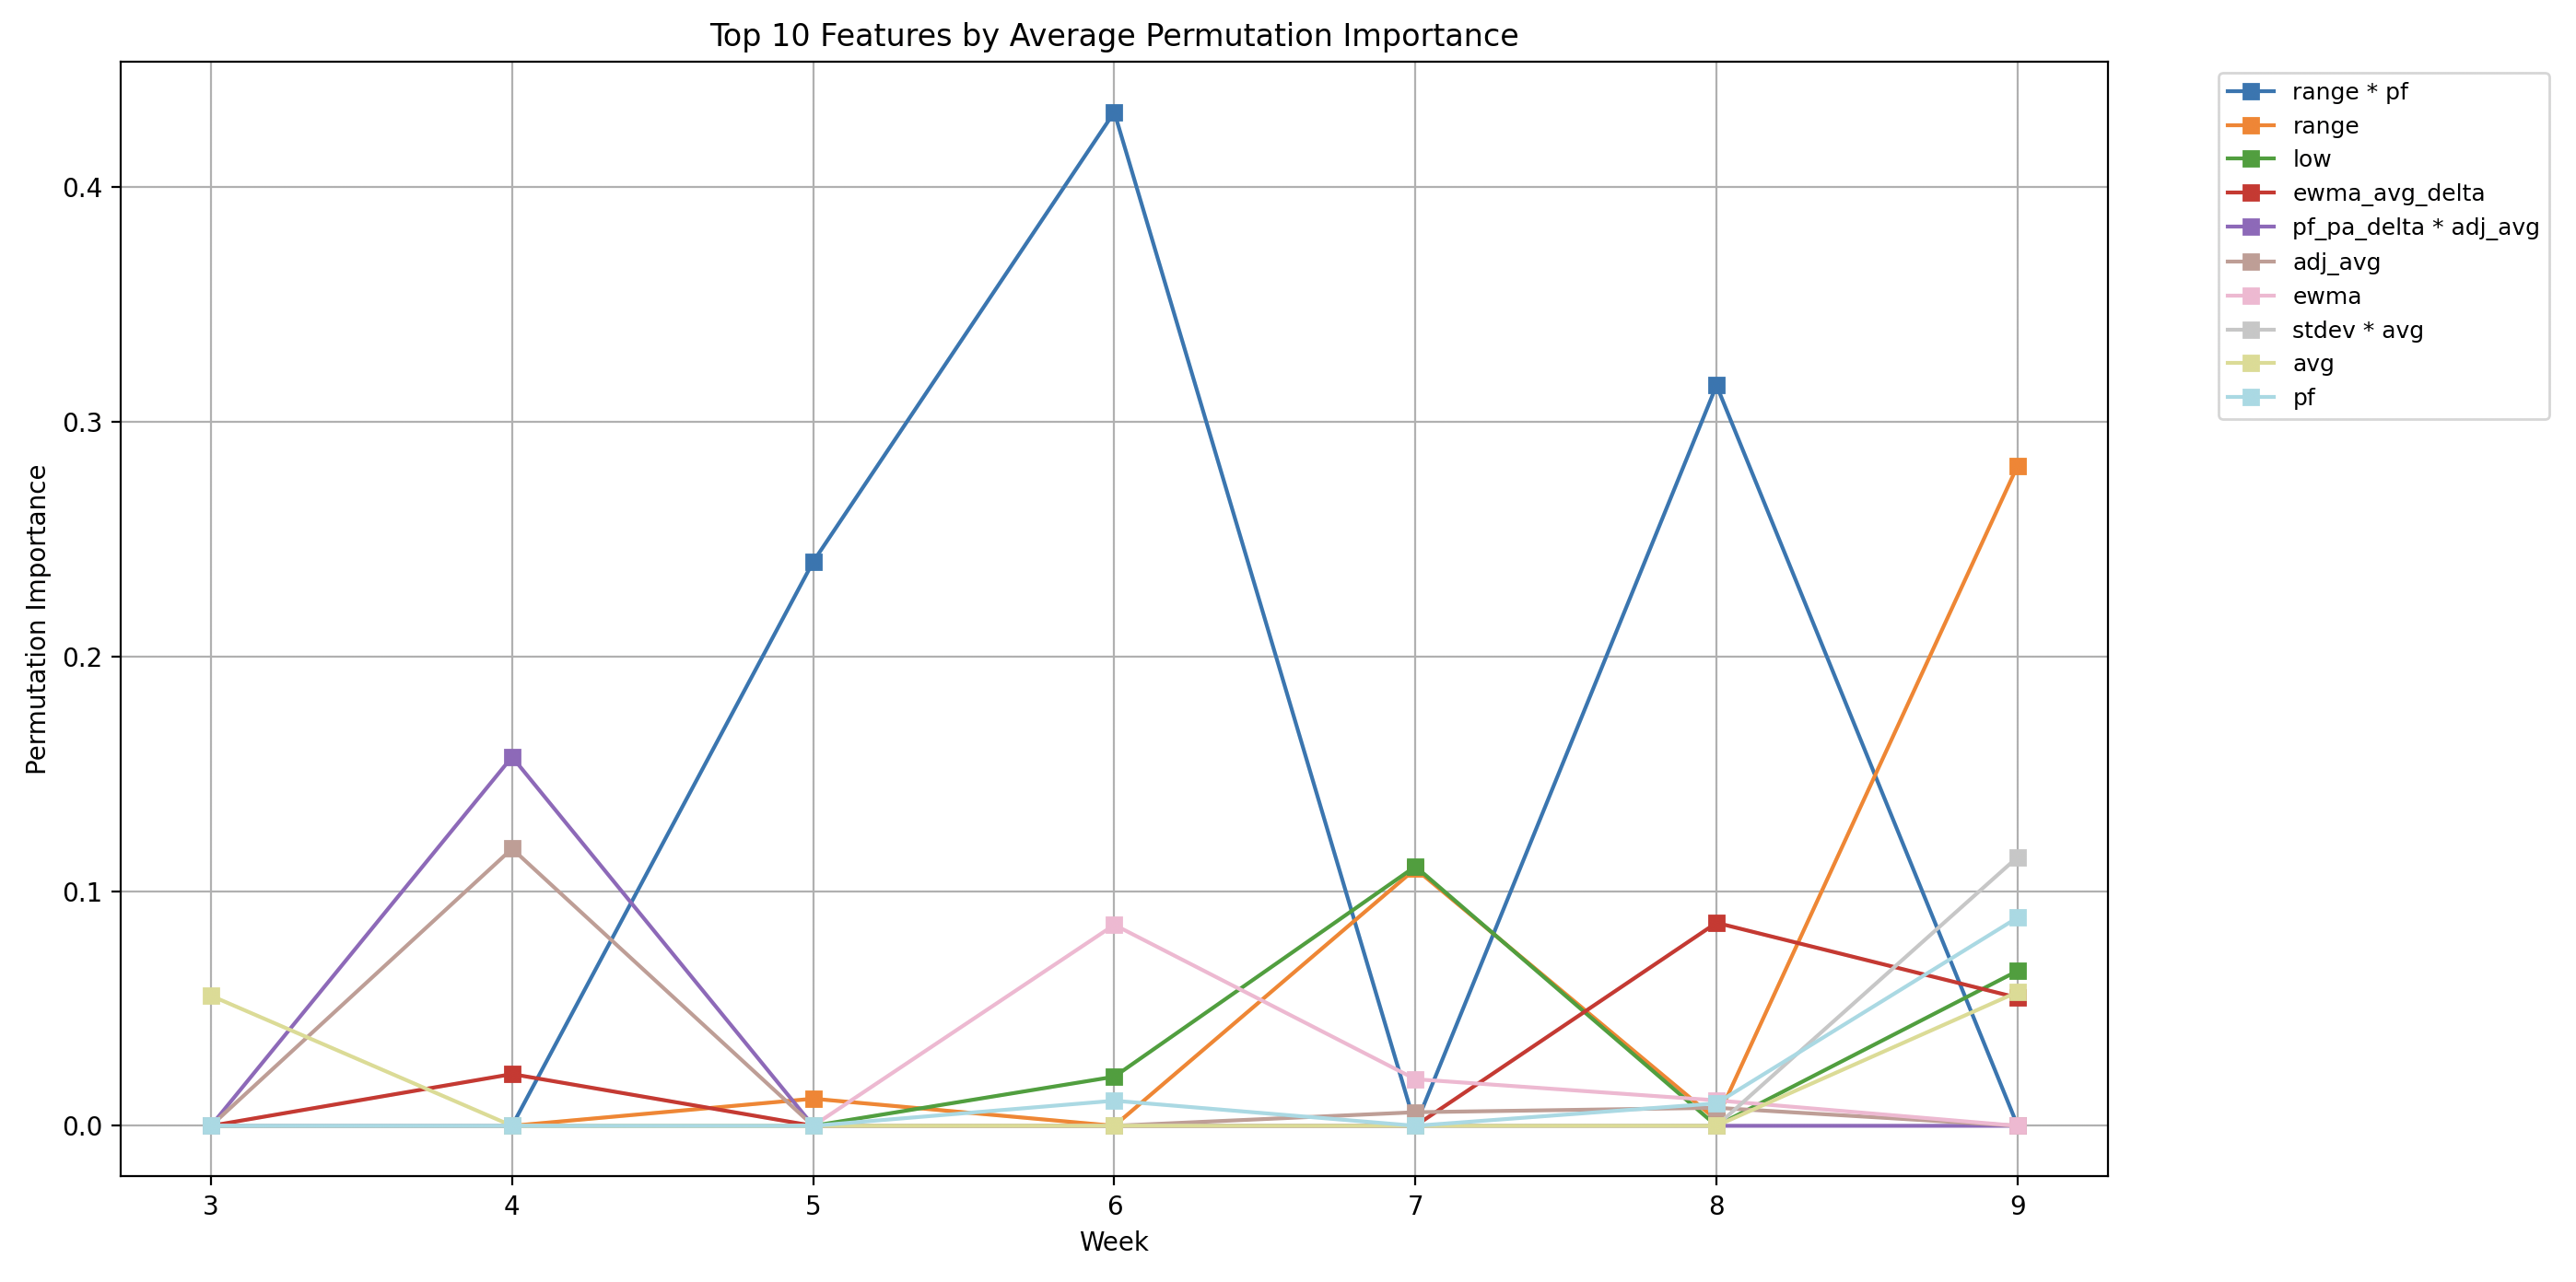 Top 10 Features by Average Permutation Importance
Permutation Importance
0.4
0.3
0.2
0.1
0.0
3 4 5 6 7 8 9
Week
range * pf
range
low
ewma_avg_delta
pf_pa_delta * adj_avg
adj_avg
ewma
stdev * avg
avg
pf